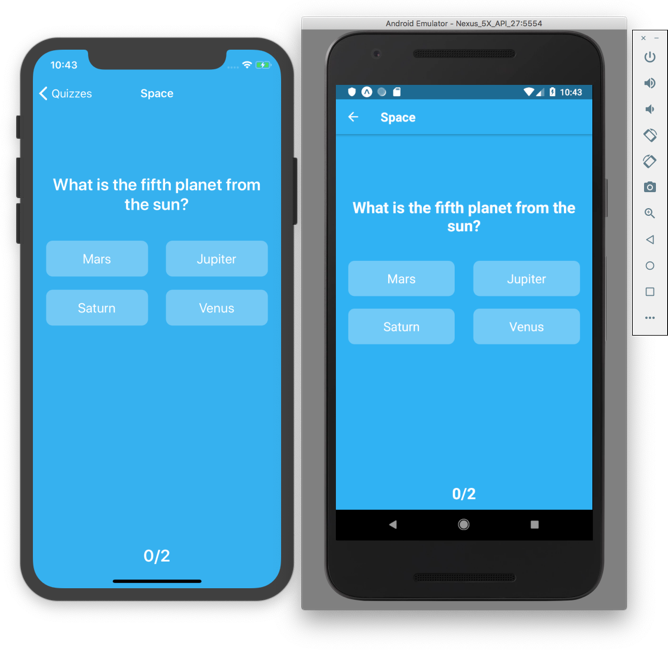 Android Emulator - Nexus_5X_API_27:5554
10:43
Quizzes
Space
What is the fifth planet from
the sun?
Mars
Jupiter
Saturn
Venus
0/2
10:43
Space
What is the fifth planet from the
sun?
Mars
Jupiter
Saturn
Venus
0/2